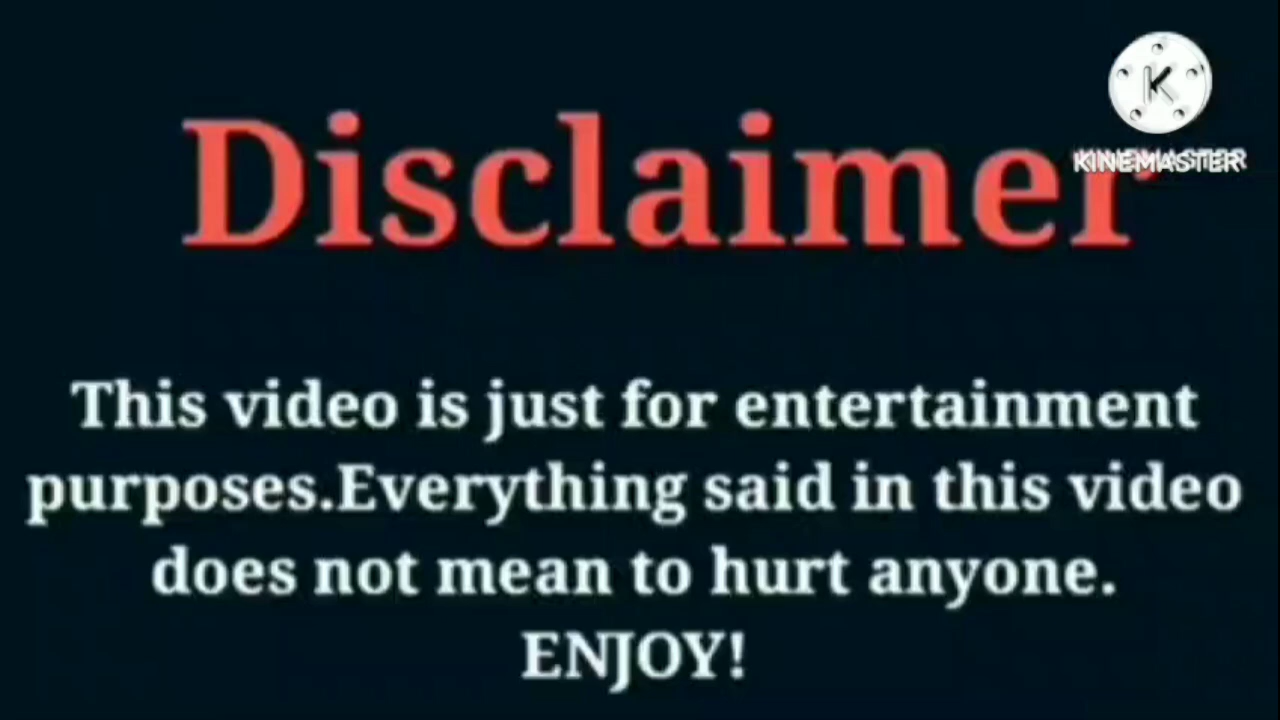 K
KINEMASTER
Disclaimer
This video is just for entertainment
purposes.Everything said in this video
does not mean to hurt anyone.
ENJOY!